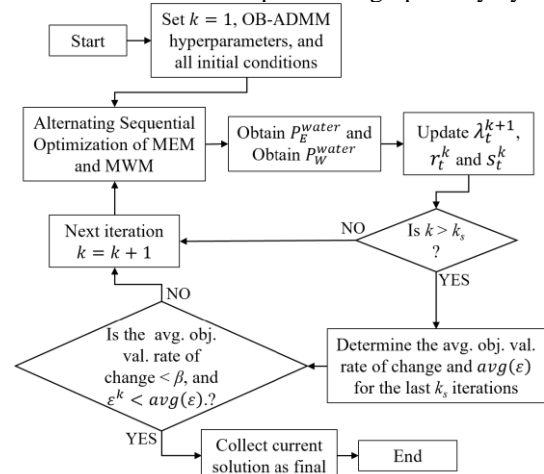 Start
Set k = 1, OB-ADMM
hyperparameters, and
all initial conditions
Alternating Sequential
Optimization of MEM
and MWM
Obtain P_E^{water} and
Obtain P_W^{water}
Update λ_t^{k+1},
r_t^k and s_t^k
Is k > k_s
?
NO
YES
Next iteration
k = k + 1
NO
Is the avg. obj.
val. rate of
change < β, and
ε^k < avg(ε).?
Determine the avg. obj. val.
rate of change and avg(ε)
for the last k_s iterations
YES
Collect current
solution as final
End